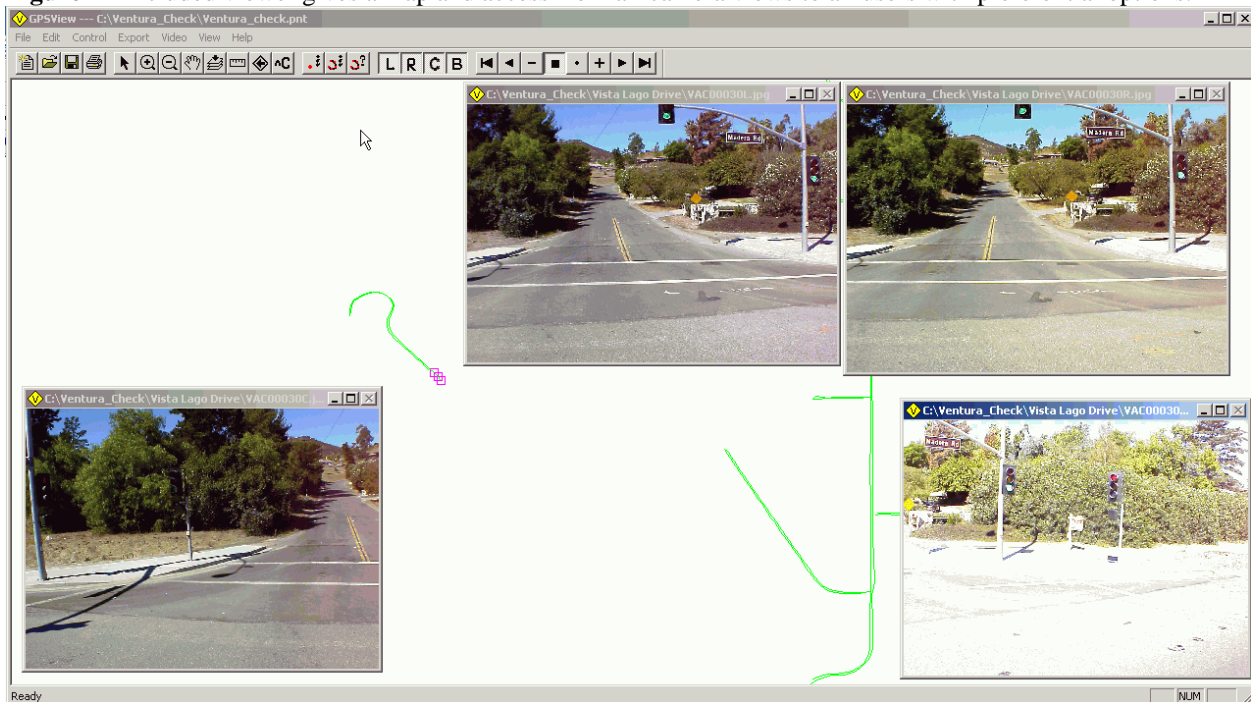 GPSView --- C:\Ventura_Check\Ventura_check.pnt
File Edit Control Export Video View Help
L R C B
C:\Ventura_Check\Vista Lago Drive\VAC00030L.jpg
C:\Ventura_Check\Vista Lago Drive\VAC00030R.jpg
Madera Rd
Madera Rd
C:\Ventura_Check\Vista Lago Drive\VAC00030C.j...
C:\Ventura_Check\Vista Lago Drive\VAC00030...
Madera Rd
Ready
NUM